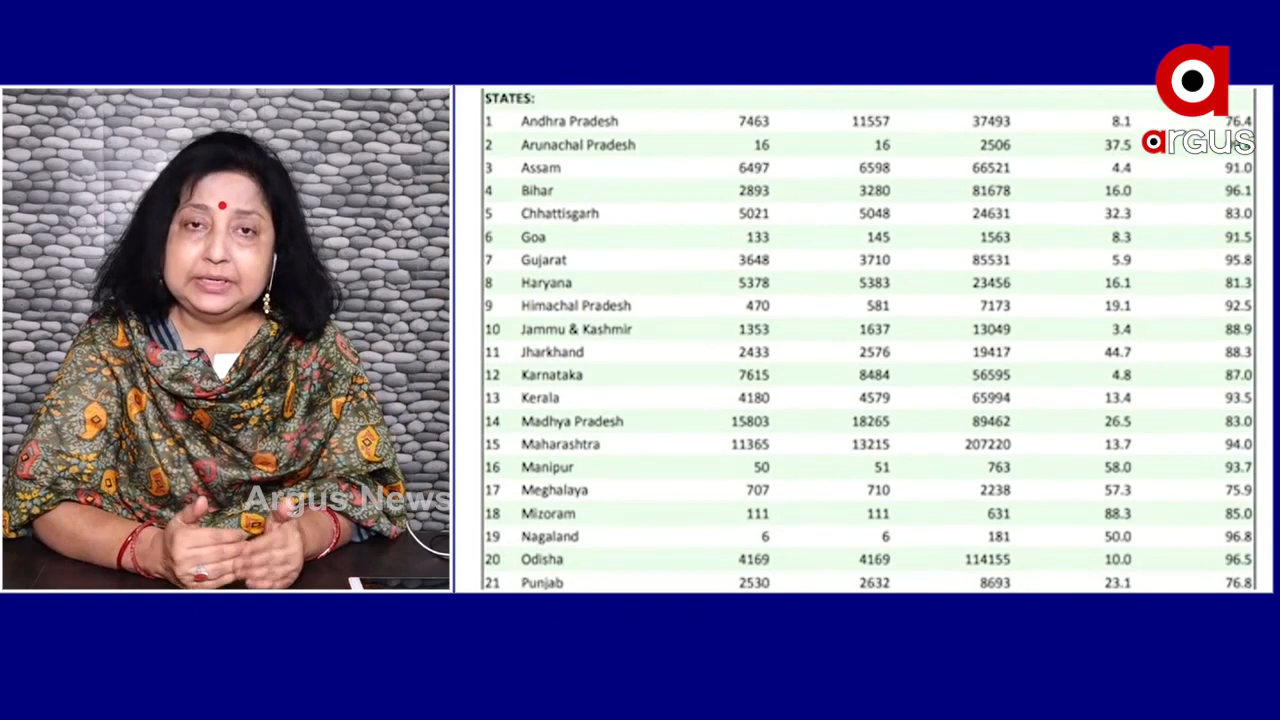 argus
STATES:
1 Andhra Pradesh 7463 11557 37493 8.1 76.4
2 Arunachal Pradesh 16 16 2506 37.5
3 Assam 6497 6598 66521 4.4 91.0
4 Bihar 2893 3280 81678 16.0 96.1
5 Chhattisgarh 5021 5048 24631 32.3 83.0
6 Goa 133 145 1563 8.3 91.5
7 Gujarat 3648 3710 85531 5.9 95.8
8 Haryana 5378 5383 23456 16.1 81.3
9 Himachal Pradesh 470 581 7173 19.1 92.5
10 Jammu & Kashmir 1353 1637 13049 3.4 88.9
11 Jharkhand 2433 2576 19417 44.7 88.3
12 Karnataka 7615 8484 56595 4.8 87.0
13 Kerala 4180 4579 65994 13.4 93.5
14 Madhya Pradesh 15803 18265 89462 26.5 83.0
15 Maharashtra 11365 13215 207220 13.7 94.0
16 Manipur 50 51 763 58.0 93.7
17 Meghalaya 707 710 2238 57.3 75.9
18 Mizoram 111 111 631 88.3 85.0
19 Nagaland 6 6 181 50.0 96.8
20 Odisha 4169 4169 114155 10.0 96.5
21 Punjab 2530 2632 8693 23.1 76.8
Argus News